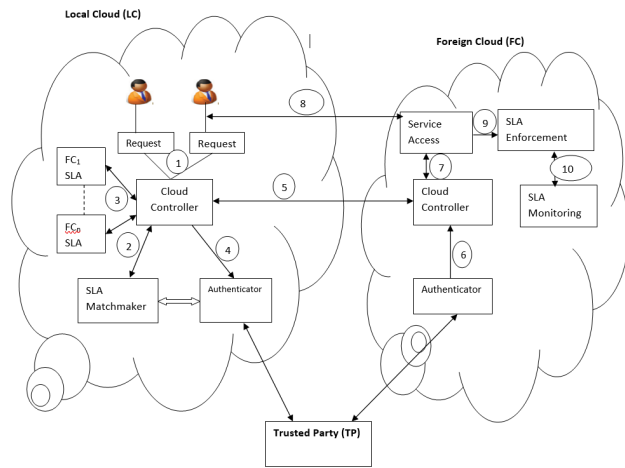 Local Cloud (LC)
Foreign Cloud (FC)
8
Request
Request
1
Service
Access
9
SLA
Enforcement
FC1
SLA
3
Cloud
Controller
5
7
10
Cloud
Controller
SLA
Monitoring
FCn
SLA
2
4
6
SLA
Matchmaker
Authenticator
Authenticator
Trusted Party (TP)